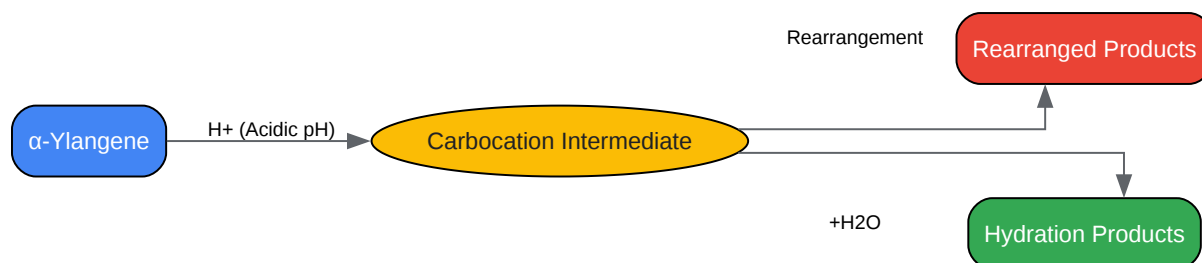 Rearrangement
Rearranged Products
α-Ylangene
H+ (Acidic pH)
Carbocation Intermediate
+H2O
Hydration Products